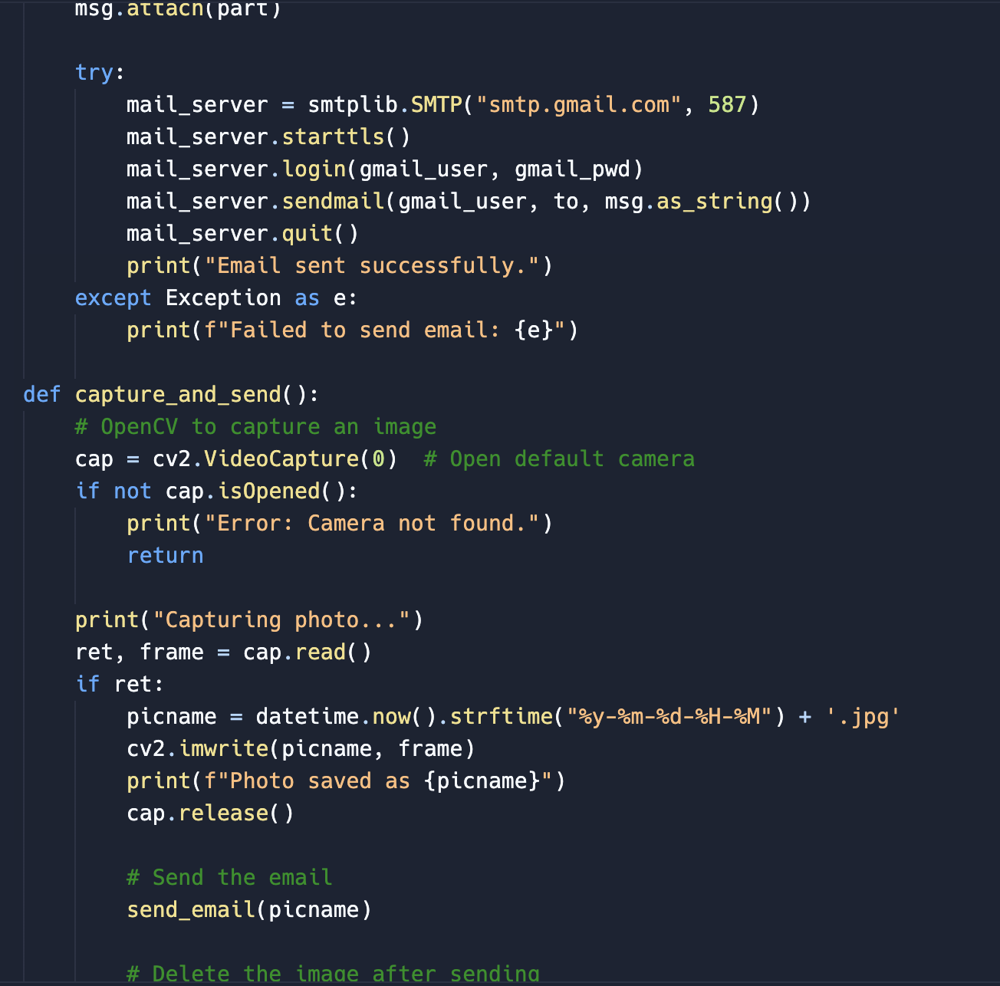 msg.attach(part)
try:
mail_server = smtplib.SMTP("smtp.gmail.com", 587)
mail_server.starttls()
mail_server.login(gmail_user, gmail_pwd)
mail_server.sendmail(gmail_user, to, msg.as_string())
mail_server.quit()
print("Email sent successfully.")
except Exception as e:
print(f"Failed to send email: {e}")
def capture_and_send():
# OpenCV to capture an image
cap = cv2.VideoCapture(0)  # Open default camera
if not cap.isOpened():
print("Error: Camera not found.")
return
print("Capturing photo...")
ret, frame = cap.read()
if ret:
picname = datetime.now().strftime("%y-%m-%d-%H-%M") + '.jpg'
cv2.imwrite(picname, frame)
print(f"Photo saved as {picname}")
cap.release()
# Send the email
send_email(picname)
# Delete the image after sending